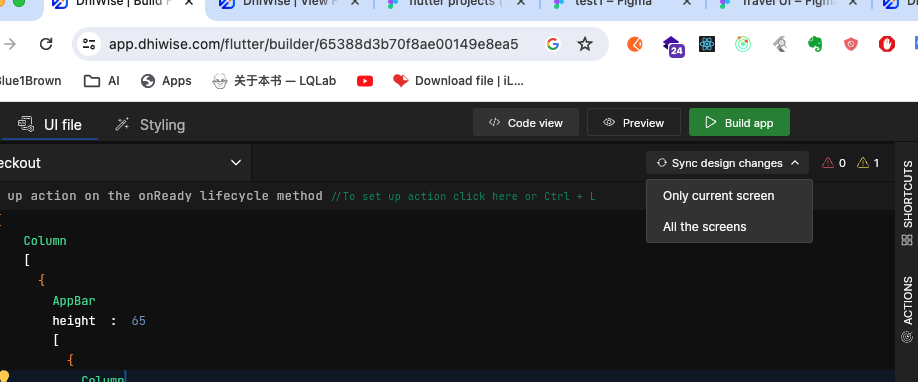 DhiWise | Build
DhiWise | View
flutter projects (
test1 – Figma
Travel UI – Figm
app.dhiwise.com/flutter/builder/65388d3b70f8ae00149e8ea5
24
Blue1Brown
AI
Apps
关于本书 — LQLab
Download file | iL...
UI file
Styling
Code view
Preview
Build app
eckout
Sync design changes
0
1
up action on the onReady lifecycle method //To set up action click here or Ctrl + L
Only current screen
All the screens
{
Column
[
{
AppBar
height : 65
[
{
Column
SHORTCUTS
ACTIONS